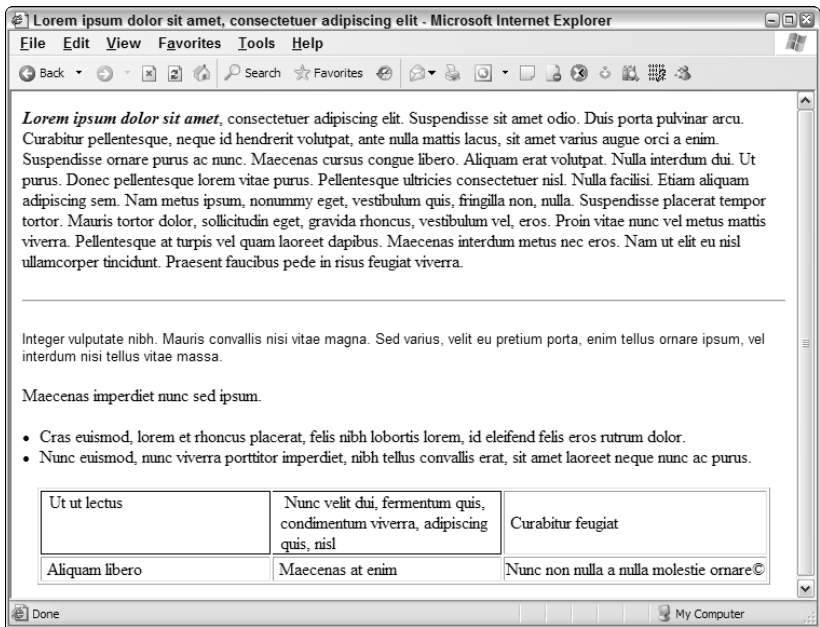 Lorem ipsum dolor sit amet, consectetuer adipiscing elit - Microsoft Internet Explorer
File Edit View Favorites Tools Help
Back Search Favorites
Lorem ipsum dolor sit amet, consectetuer adipiscing elit. Suspendisse sit amet odio. Duis porta pulvinar arcu.
Curabitur pellentesque, neque id hendrerit volutpat, ante nulla mattis lacus, sit amet varius augue orci a enim.
Suspendisse ornare purus ac nunc. Maecenas cursus congue libero. Aliquam erat volutpat. Nulla interdum dui. Ut
purus. Donec pellentesque lorem vitae purus. Pellentesque ultricies consectetuer nisl. Nulla facilisi. Etiam aliquam
adipiscing sem. Nam metus ipsum, nonummy eget, vestibulum quis, fringilla non, nulla. Suspendisse placerat tempor
tortor. Mauris tortor dolor, sollicitudin eget, gravida rhoncus, vestibulum vel, eros. Proin vitae nunc vel metus mattis
viverra. Pellentesque at turpis vel quam laoreet dapibus. Maecenas interdum metus nec eros. Nam ut elit eu nisl
ullamcorper tincidunt. Praesent faucibus pede in risus feugiat viverra.
Integer vulputate nibh. Mauris convallis nisi vitae magna. Sed varius, velit eu pretium porta, enim tellus ornare ipsum, vel
interdum nisi tellus vitae massa.
Maecenas imperdiet nunc sed ipsum.
• Cras euismod, lorem et rhoncus placerat, felis nibh lobortis lorem, id eleifend felis eros rutrum dolor.
• Nunc euismod, nunc viverra porttitor imperdiet, nibh tellus convallis erat, sit amet laoreet neque nunc ac purus.
Ut ut lectus
Nunc velit dui, fermentum quis,
condimentum viverra, adipiscing
quis, nisl
Curabitur feugiat
Aliquam libero
Maecenas at enim
Nunc non nulla a nulla molestie ornare©
Done
My Computer